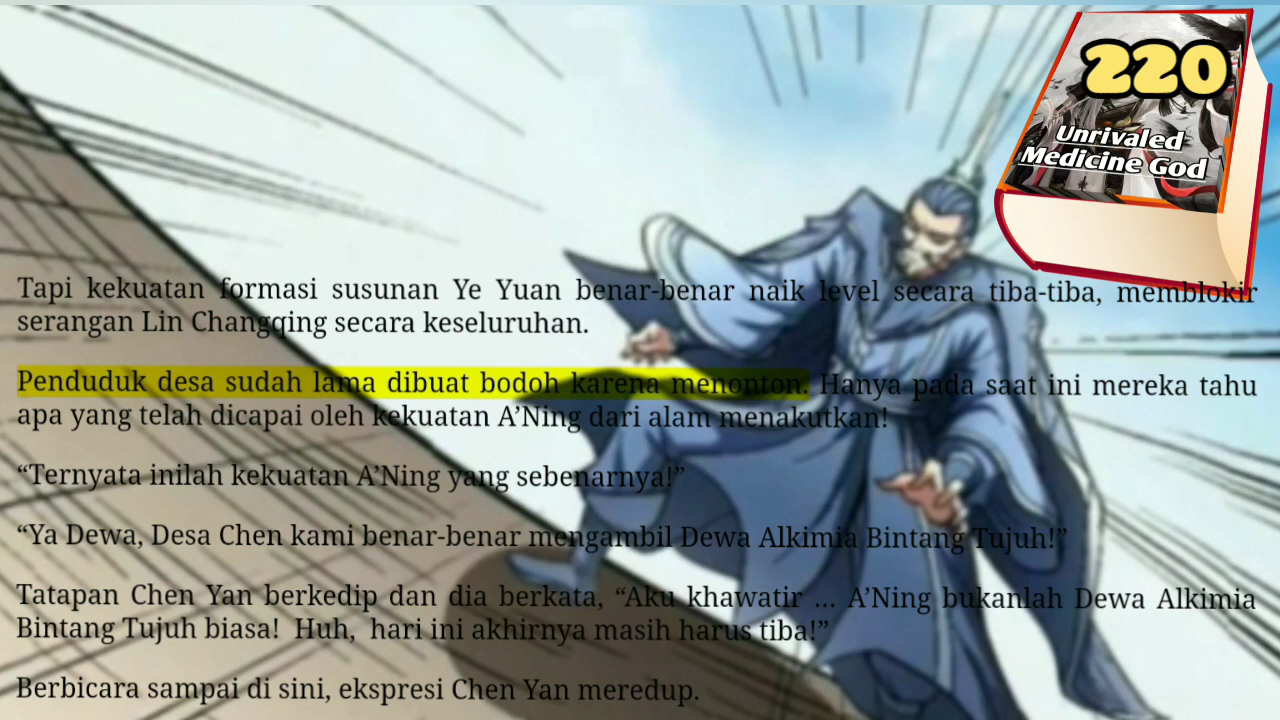 220
Unrivaled
Medicine God
Tapi kekuatan formasi susunan Ye Yuan benar-benar naik level secara tiba-tiba, memblokir
serangan Lin Changqing secara keseluruhan.
Penduduk desa sudah lama dibuat bodoh karena menonton. Hanya pada saat ini mereka tahu
apa yang telah dicapai oleh kekuatan A’Ning dari alam menakutkan!
“Ternyata inilah kekuatan A’Ning yang sebenarnya!”
“Ya Dewa, Desa Chen kami benar-benar mengambil Dewa Alkimia Bintang Tujuh!”
Tatapan Chen Yan berkedip dan dia berkata, “Aku khawatir ... A’Ning bukanlah Dewa Alkimia
Bintang Tujuh biasa! Huh, hari ini akhirnya masih harus tiba!”
Berbicara sampai di sini, ekspresi Chen Yan meredup.